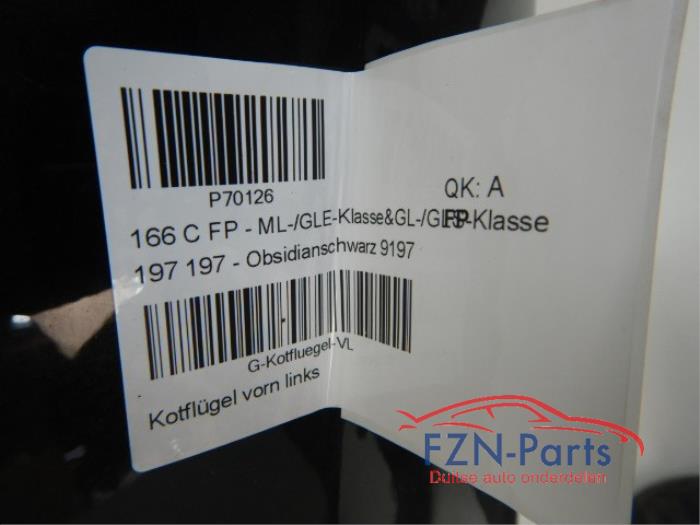 P70126
QK: A
166 C FP - ML-/GLE-Klasse&GL-/GLS-Klasse
FP
197 197 - Obsidianschwarz 9197
G-Kotfluegel-VL
Kotflügel vorn links
FZN-Parts
Duitse auto onderdelen